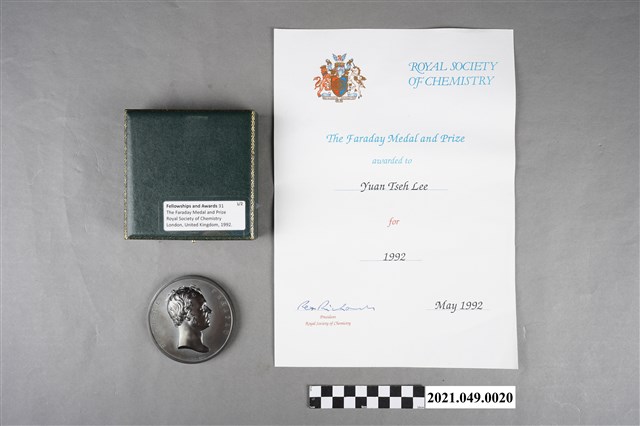 ROYAL SOCIETY
OF CHEMISTRY
The Faraday Medal and Prize
awarded to
Yuan Tseh Lee
for
1992
May 1992
President
Royal Society of Chemistry
Fellowships and Awards 31
The Faraday Medal and Prize
Royal Society of Chemistry
London, United Kingdom, 1992
2021.049.0020